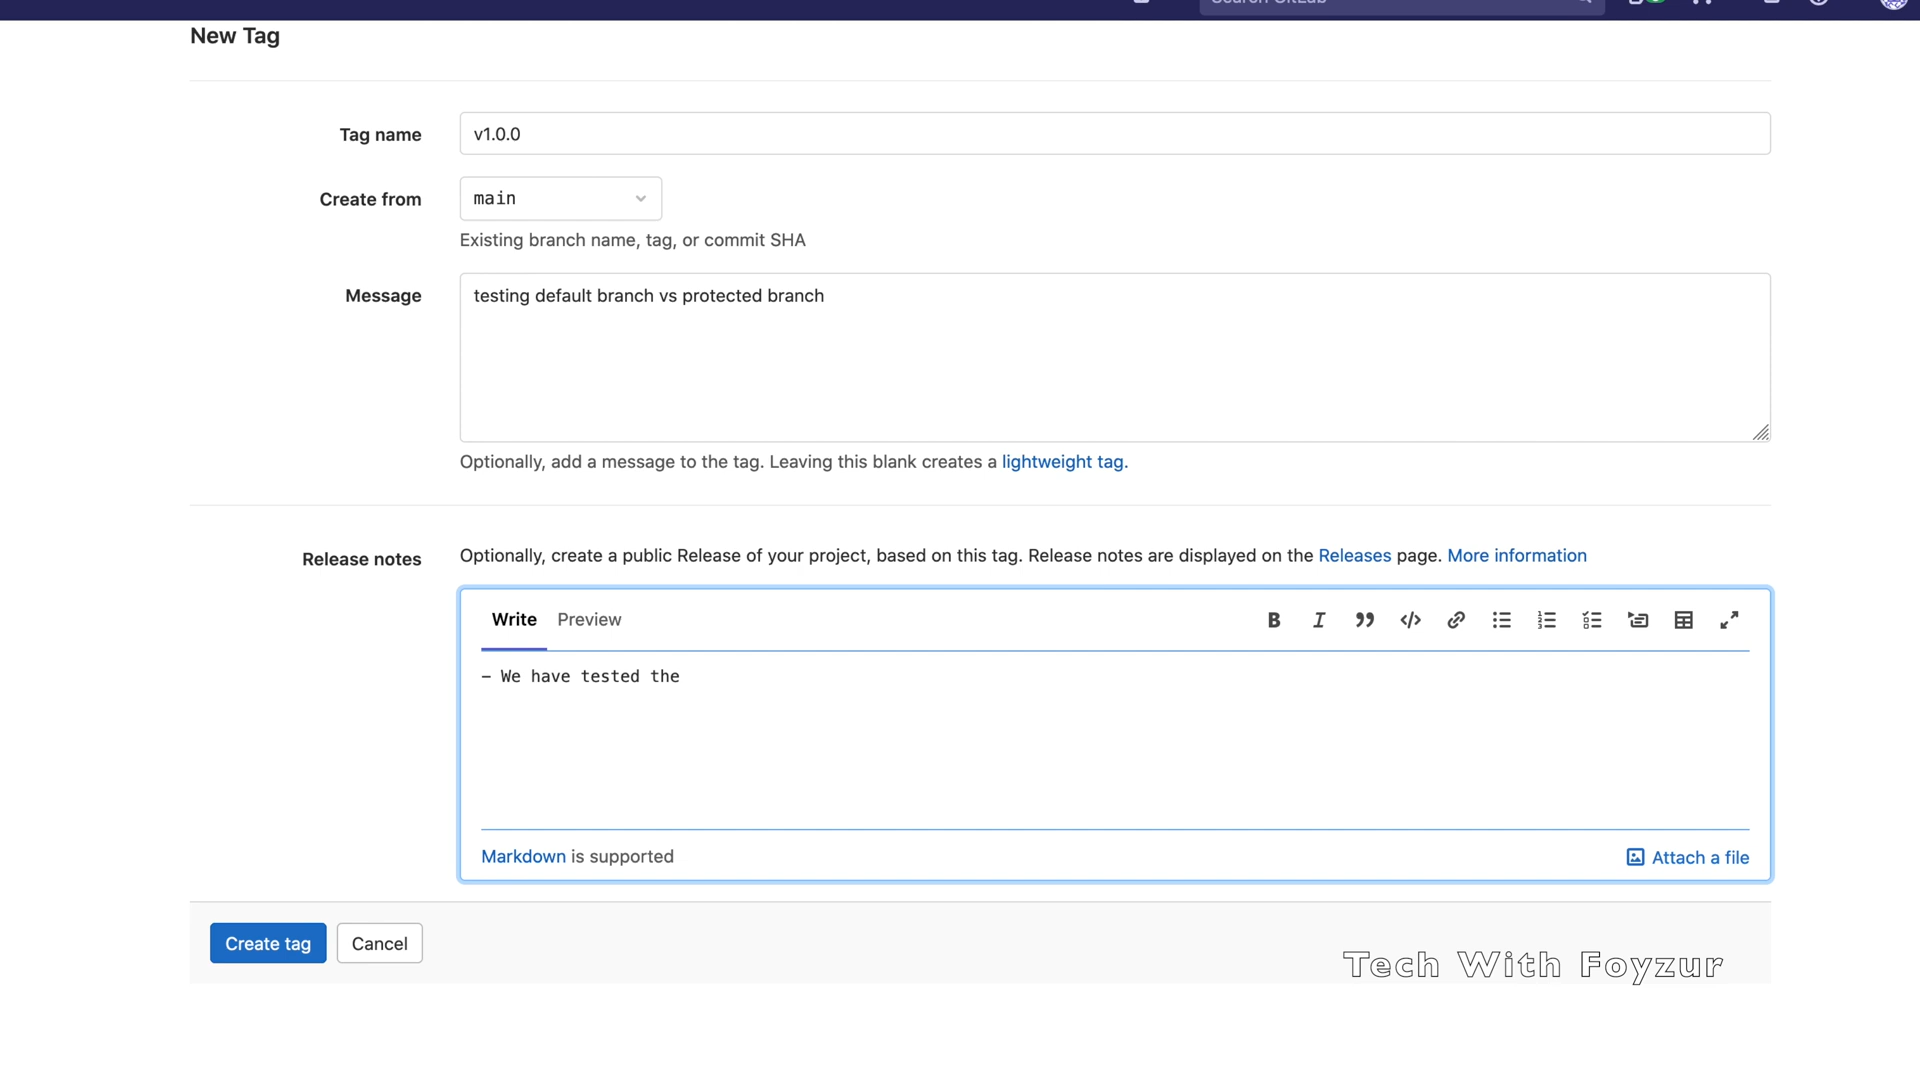 Search GitLab
New Tag
Tag name
v1.0.0
Create from
main
Existing branch name, tag, or commit SHA
Message
testing default branch vs protected branch
Optionally, add a message to the tag. Leaving this blank creates a lightweight tag.
Release notes
Optionally, create a public Release of your project, based on this tag. Release notes are displayed on the Releases page. More information
Write Preview
- We have tested the
Markdown is supported
Attach a file
Create tag
Cancel
Tech With Foyzur